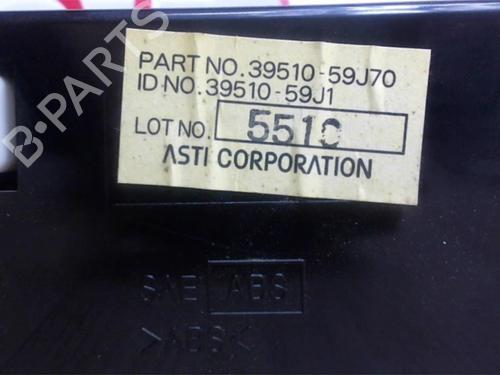 PART NO. 39510-59J70
ID NO. 39510-59J1
LOT NO. 5510
ASTI CORPORATION
SAE ABS
>ABS<
B-PARTS